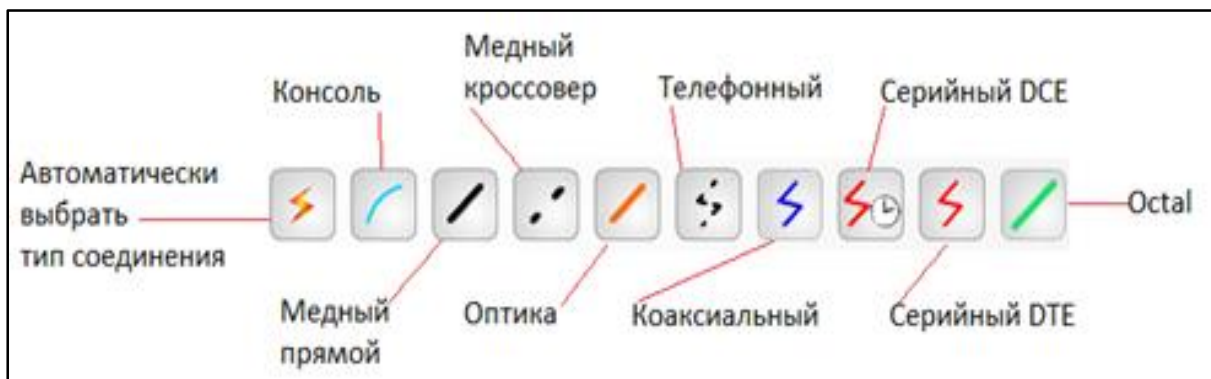 Автоматически
выбрать
тип соединения
Консоль
Медный
прямой
Медный
кроссовер
Оптика
Телефонный
Коаксиальный
Серийный DCE
Серийный DTE
Octal